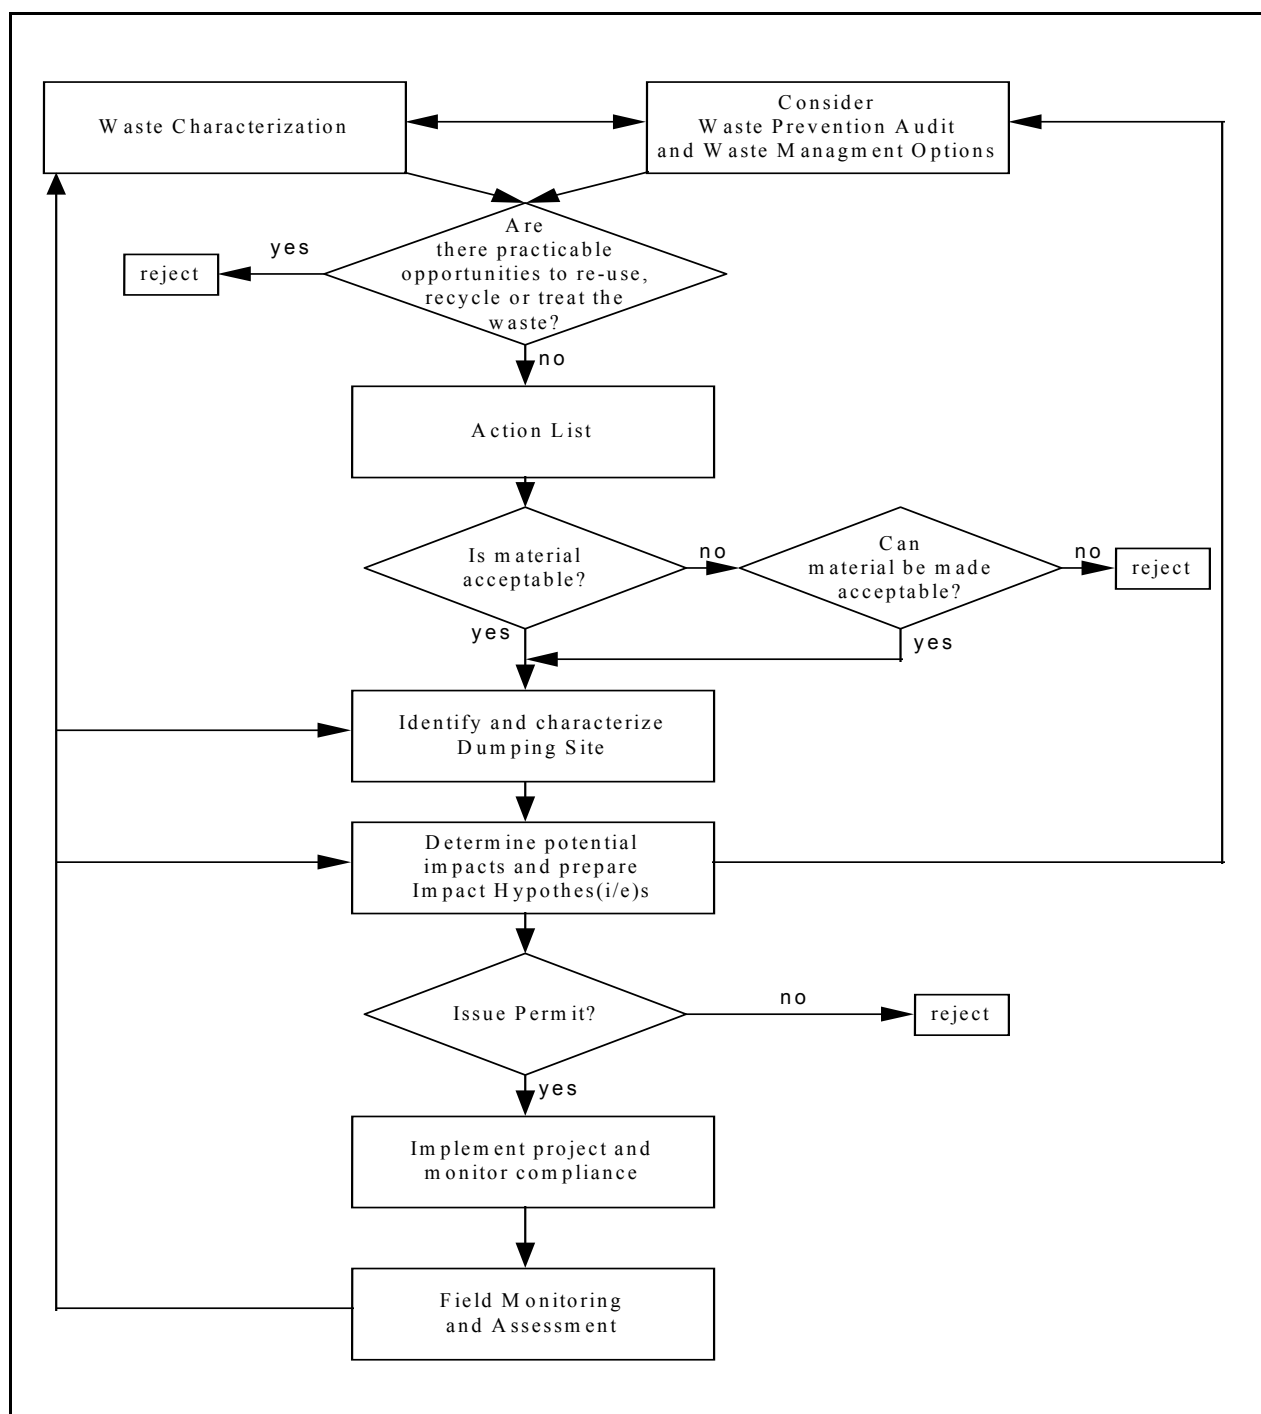 Waste Characterization
Consider
Waste Prevention Audit
and Waste Managment Options
Are
there practicable
opportunities to re-use,
recycle or treat the
waste?
yes
reject
no
Action List
Is material
acceptable?
no
Can
material be made
acceptable?
no
reject
yes
yes
Identify and characterize
Dumping Site
Determine potential
impacts and prepare
Impact Hypothes(i/e)s
Issue Permit?
no
reject
yes
Implement project and
monitor compliance
Field Monitoring
and Assessment